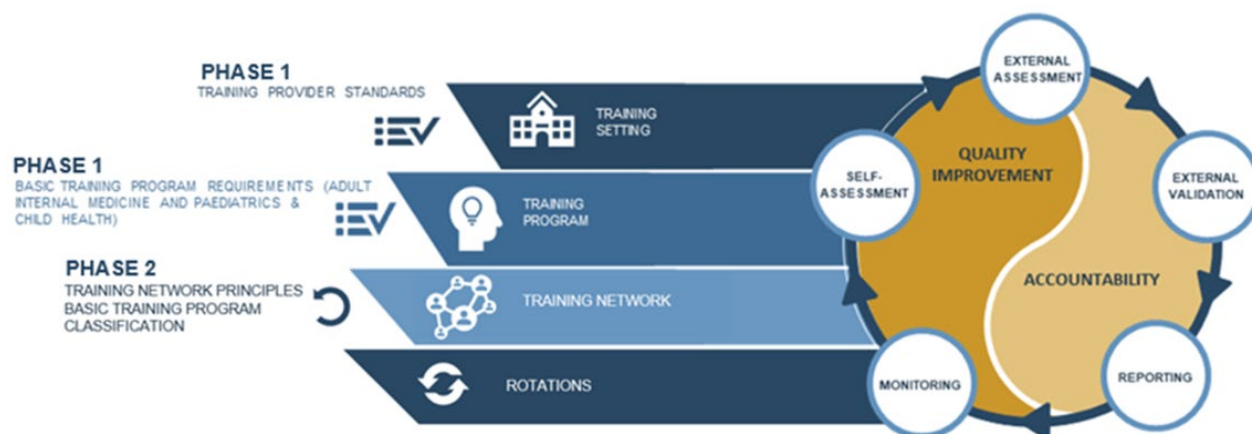 PHASE 1
TRAINING PROVIDER STANDARDS
TRAINING
SETTING
PHASE 1
BASIC TRAINING PROGRAM REQUIREMENTS (ADULT
INTERNAL MEDICINE AND PAEDIATRICS &
CHILD HEALTH)
TRAINING
PROGRAM
PHASE 2
TRAINING NETWORK PRINCIPLES
BASIC TRAINING PROGRAM
CLASSIFICATION
TRAINING NETWORK
ROTATIONS
EXTERNAL
ASSESSMENT
QUALITY
IMPROVEMENT
SELF-
ASSESSMENT
EXTERNAL
VALIDATION
ACCOUNTABILITY
MONITORING
REPORTING